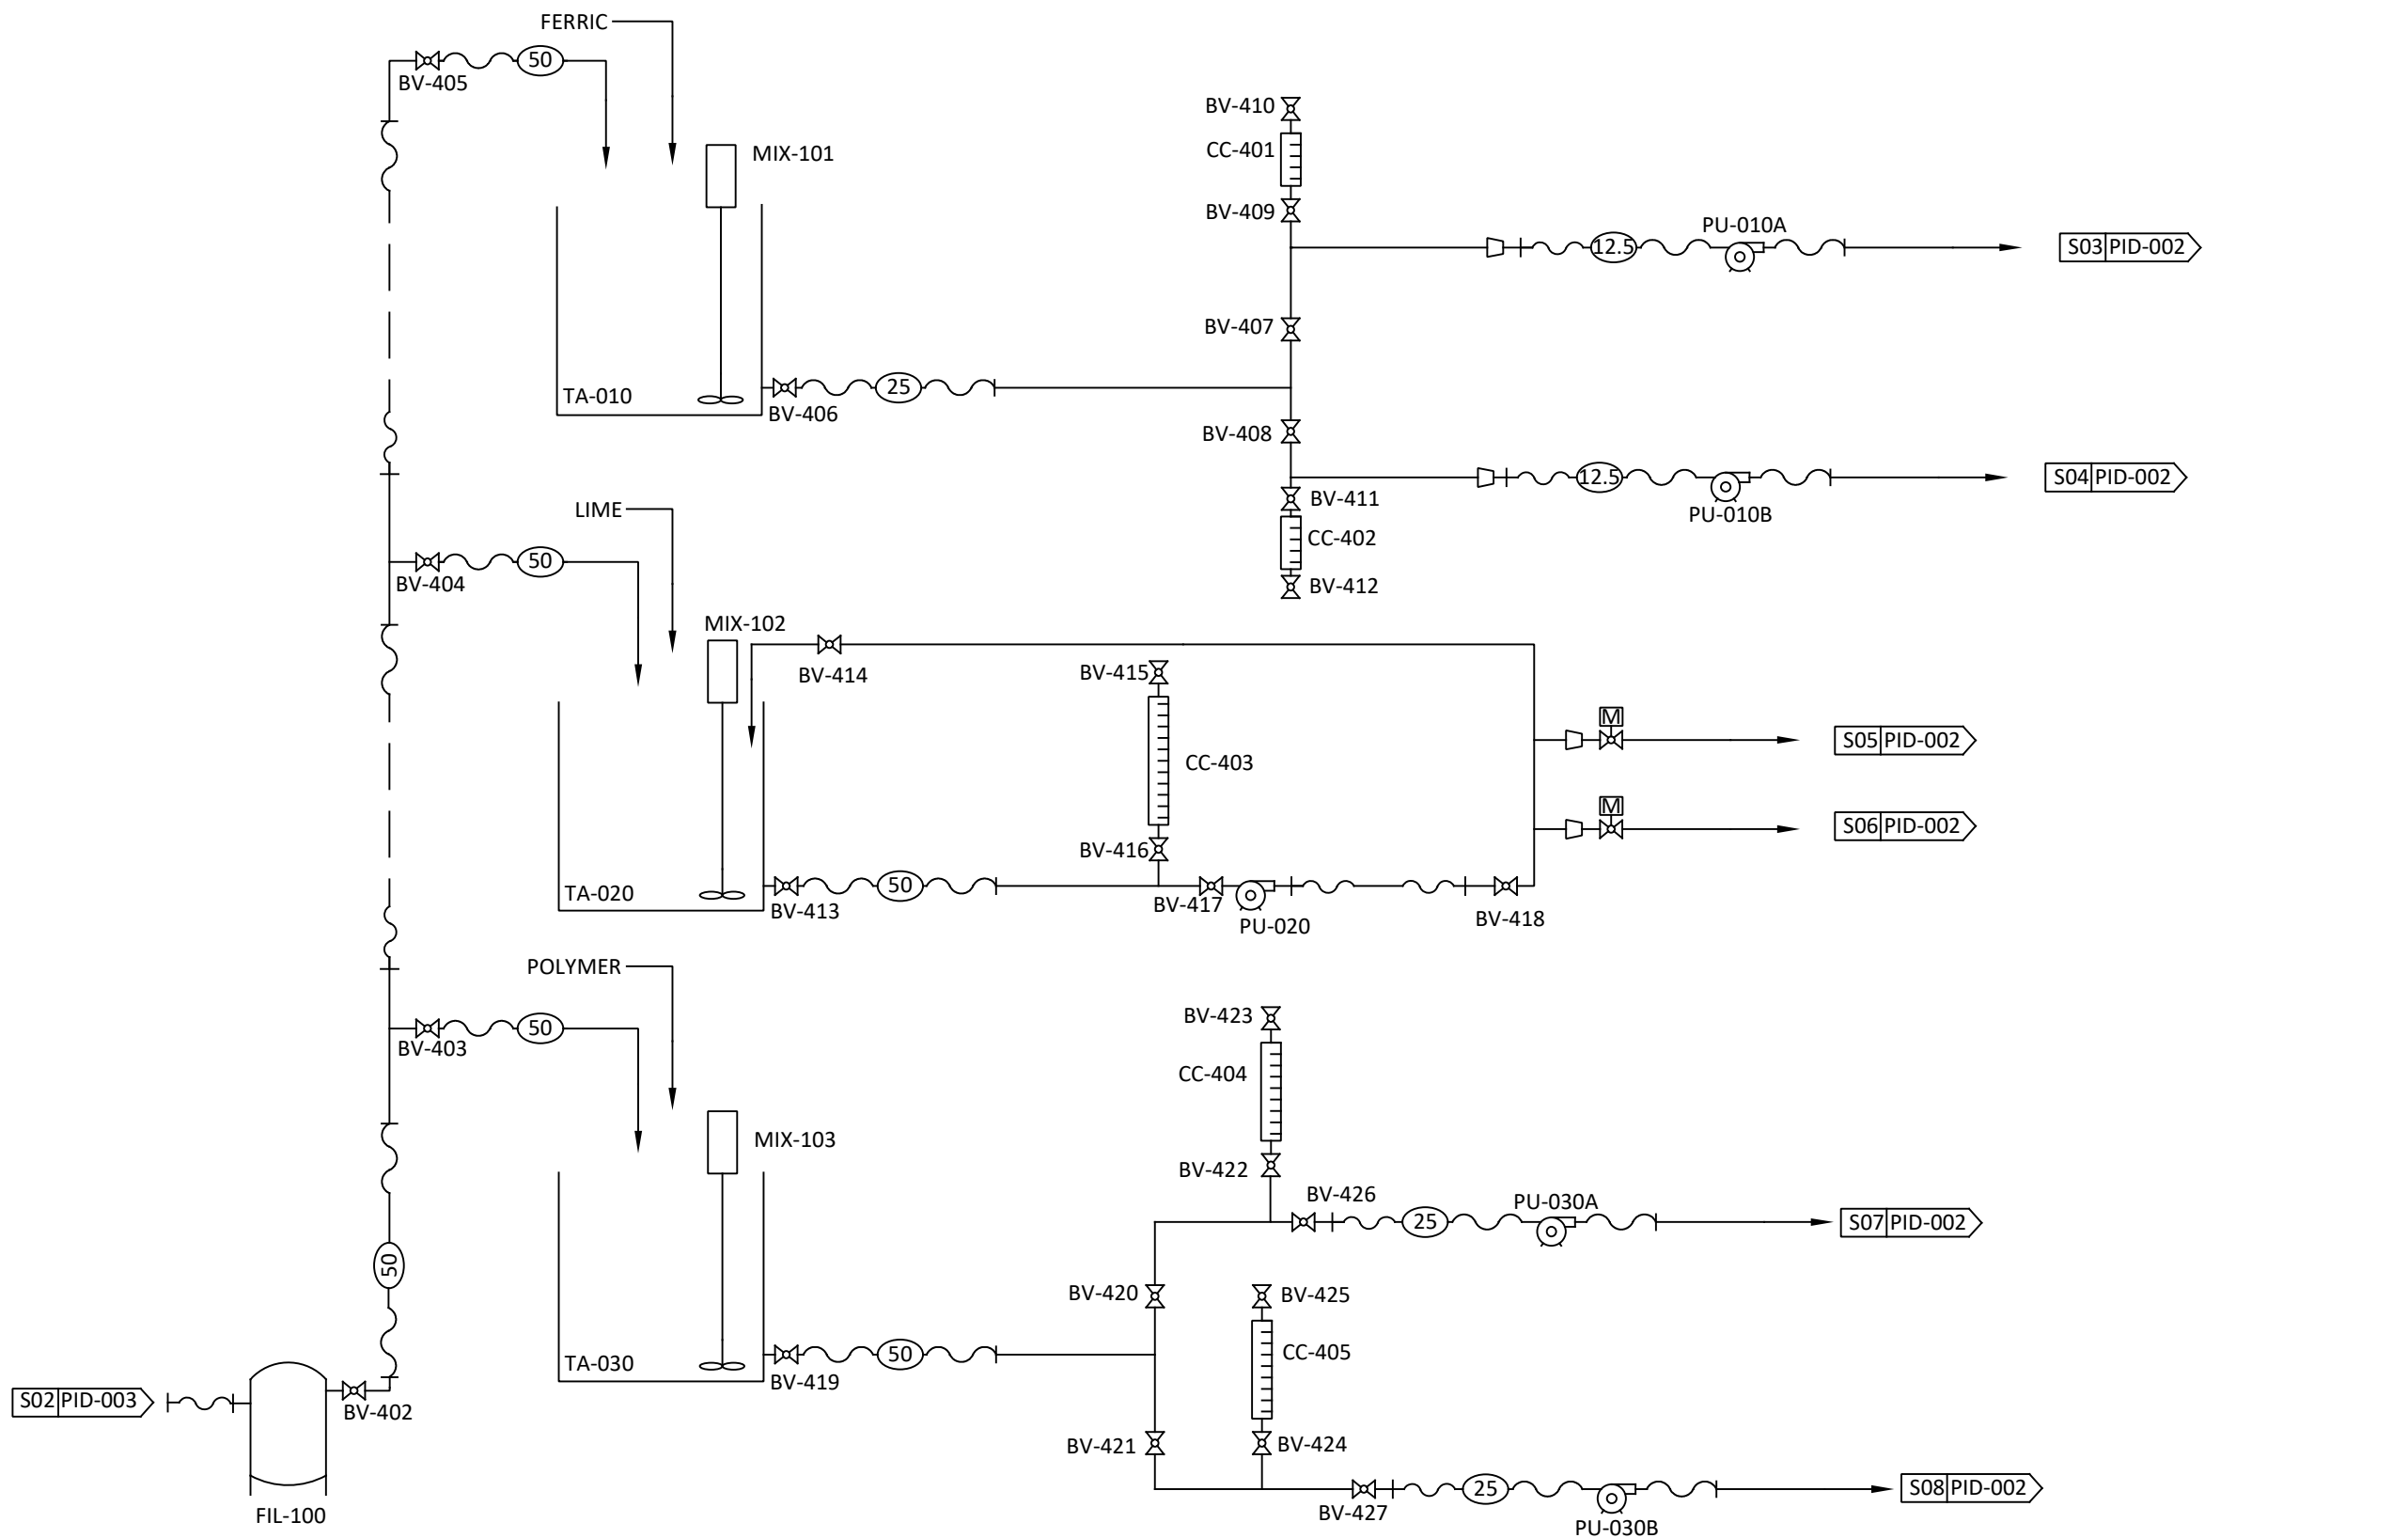 FERRIC
50
BV-405
BV-410
MIX-101
CC-401
BV-409
PU-010A
12.5
S03 PID-002
BV-407
TA-010
BV-406
25
BV-408
12.5
S04 PID-002
BV-411
PU-010B
LIME
CC-402
50
BV-404
BV-412
MIX-102
BV-414
BV-415
M
S05 PID-002
CC-403
M
S06 PID-002
BV-416
TA-020
BV-413
50
BV-417
PU-020
BV-418
POLYMER
50
BV-403
BV-423
CC-404
MIX-103
BV-422
BV-426
PU-030A
25
S07 PID-002
50
BV-420
BV-425
TA-030
BV-419
50
CC-405
S02 PID-003
BV-402
BV-421
BV-424
25
S08 PID-002
BV-427
FIL-100
PU-030B